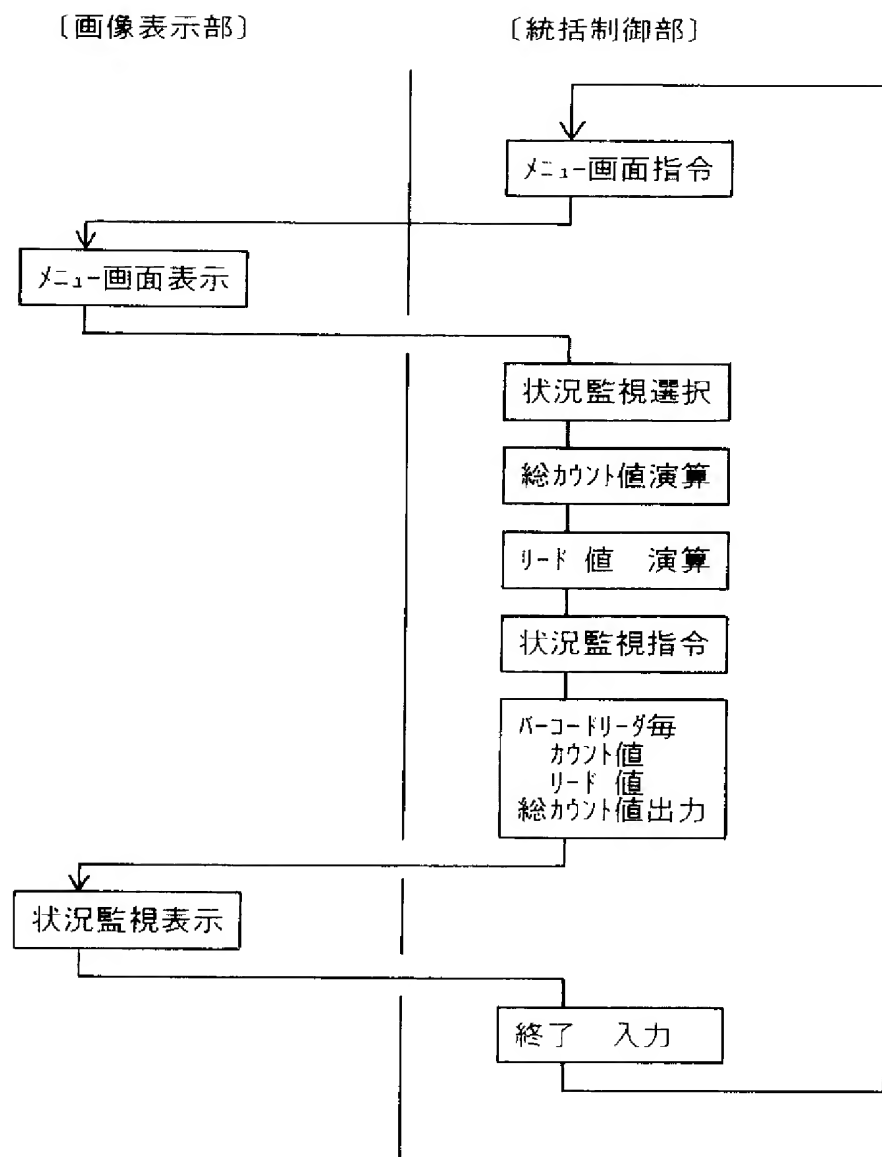 〔画像表示部〕
〔統括制御部〕
メニュー画面指令
メニュー画面表示
状況監視選択
総カウント値演算
リード 値 演算
状況監視指令
バーコードリーダ毎
カウント値
リード 値
総カウント値出力
状況監視表示
終了 入力